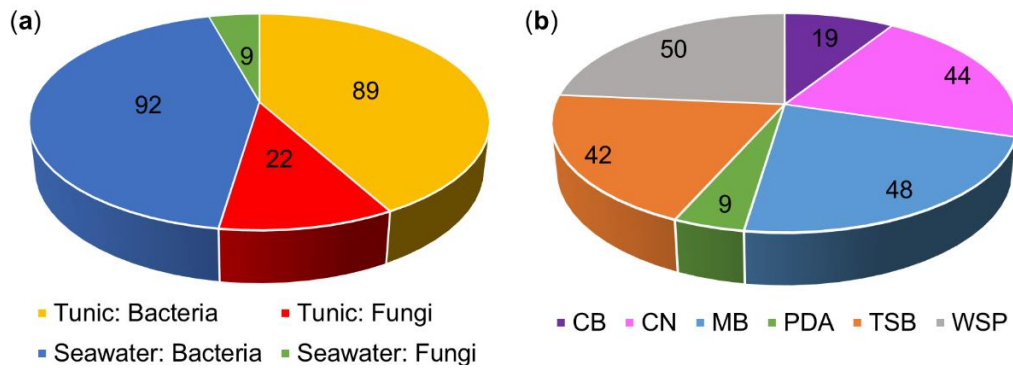 (a)
9
89
92
22
Tunic: Bacteria Tunic: Fungi
Seawater: Bacteria Seawater: Fungi
(b)
19
50
44
42
9
48
CB CN MB PDA TSB WSP